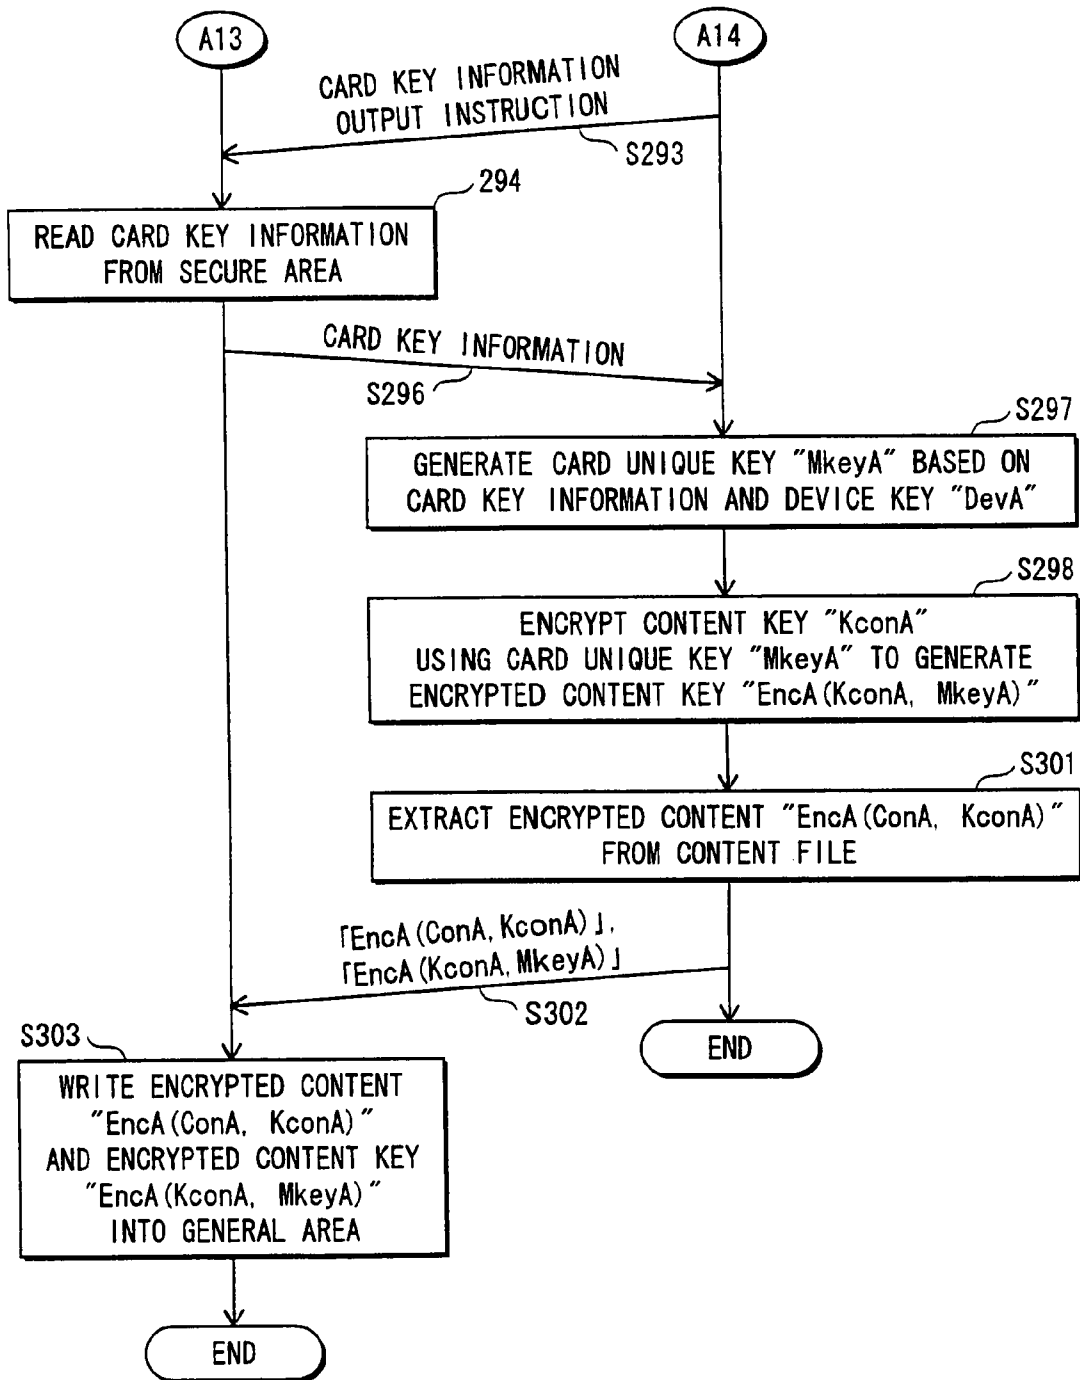 A13
A14
CARD KEY INFORMATION
OUTPUT INSTRUCTION
S293
294
READ CARD KEY INFORMATION
FROM SECURE AREA
CARD KEY INFORMATION
S296
S297
GENERATE CARD UNIQUE KEY "MkeyA" BASED ON
CARD KEY INFORMATION AND DEVICE KEY "DevA"
S298
ENCRYPT CONTENT KEY "KconA"
USING CARD UNIQUE KEY "MkeyA" TO GENERATE
ENCRYPTED CONTENT KEY "EncA(KconA, MkeyA)"
S301
EXTRACT ENCRYPTED CONTENT "EncA(ConA, KconA)"
FROM CONTENT FILE
「EncA(ConA, KconA)」,
「EncA(KconA, MkeyA)」
S302
END
S303
WRITE ENCRYPTED CONTENT
"EncA(ConA, KconA)"
AND ENCRYPTED CONTENT KEY
"EncA(KconA, MkeyA)"
INTO GENERAL AREA
END